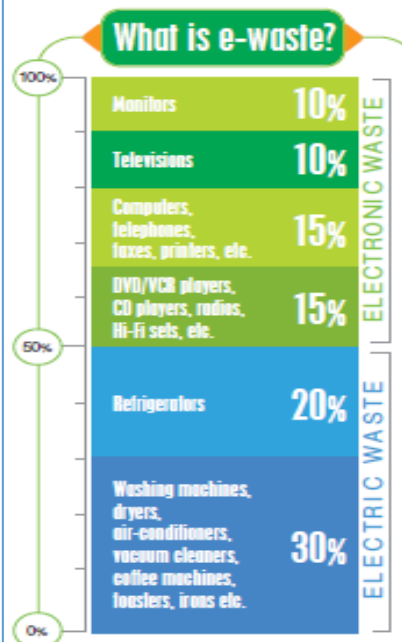 What is e-waste?
100%
Monitors 10%
Televisions 10%
Computers,
telephones,
faxes, printers, etc.
15%
DVD/VCR players,
CD players, radios,
Hi-Fi sets, etc.
15%
ELECTRONIC WASTE
50%
Refrigerators 20%
Washing machines,
dryers,
air-conditioners,
vacuum cleaners,
coffee machines,
toasters, irons etc.
30%
ELECTRIC WASTE
0%